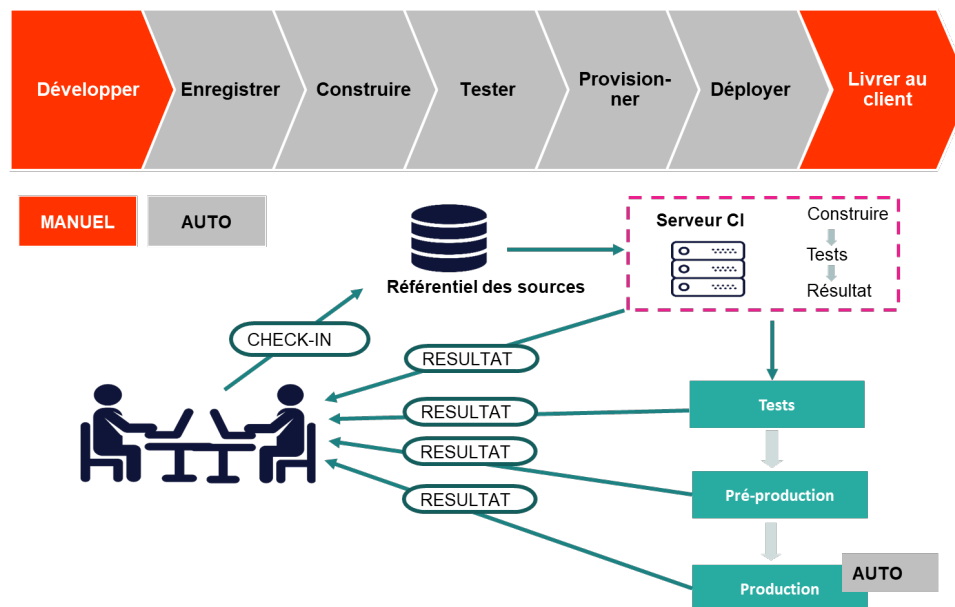 Développer
Enregistrer
Construire
Tester
Provision-
ner
Déployer
Livrer au
client
MANUEL
AUTO
Référentiel des sources
Serveur CI
Construire
Tests
Résultat
CHECK-IN
RESULTAT
RESULTAT
RESULTAT
RESULTAT
Tests
Pré-production
Production
AUTO